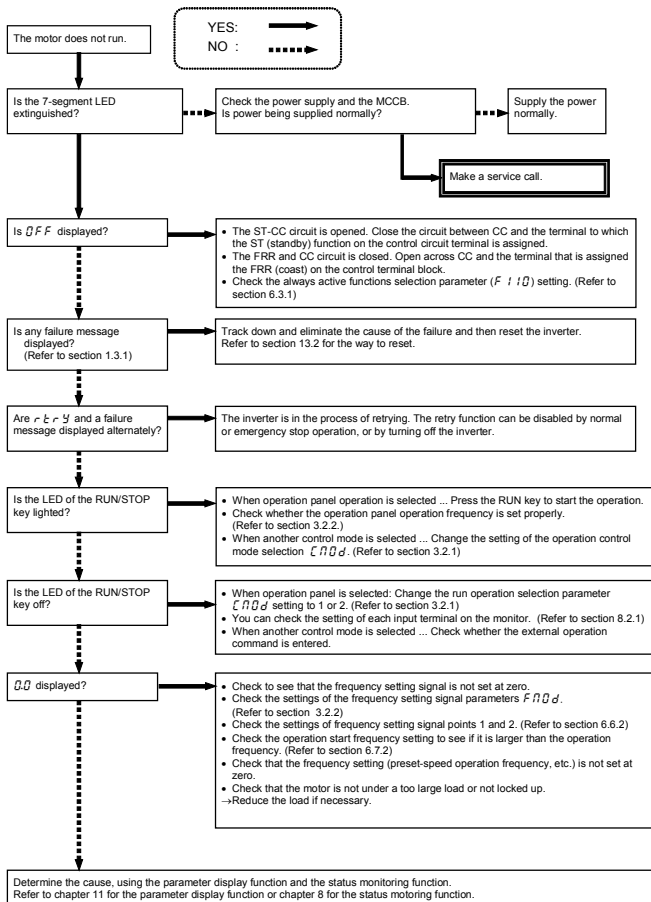 The motor does not run.
YES:
NO :
Is the 7-segment LED
extinguished?
Check the power supply and the MCCB.
Is power being supplied normally?
Supply the power
normally.
Make a service call.
Is OFF displayed?
• The ST-CC circuit is opened. Close the circuit between CC and the terminal to which
the ST (standby) function on the control circuit terminal is assigned.
• The FRR and CC circuit is closed. Open across CC and the terminal that is assigned
the FRR (coast) on the control terminal block.
• Check the always active functions selection parameter (F110) setting. (Refer to
section 6.3.1)
Is any failure message
displayed?
(Refer to section 1.3.1)
Track down and eliminate the cause of the failure and then reset the inverter.
Refer to section 13.2 for the way to reset.
Are rtrY and a failure
message displayed alternately?
The inverter is in the process of retrying. The retry function can be disabled by normal
or emergency stop operation, or by turning off the inverter.
Is the LED of the RUN/STOP
key lighted?
• When operation panel operation is selected ... Press the RUN key to start the operation.
• Check whether the operation panel operation frequency is set properly.
(Refer to section 3.2.2.)
• When another control mode is selected ... Change the setting of the operation control
mode selection CMOd. (Refer to section 3.2.1)
Is the LED of the RUN/STOP
key off?
• When operation panel is selected: Change the run operation selection parameter
CMOd setting to 1 or 2. (Refer to section 3.2.1)
• You can check the setting of each input terminal on the monitor. (Refer to section 8.2.1)
• When another control mode is selected ... Check whether the external operation
command is entered.
0.0 displayed?
• Check to see that the frequency setting signal is not set at zero.
• Check the settings of the frequency setting signal parameters FMOd.
(Refer to section 3.2.2)
• Check the settings of frequency setting signal points 1 and 2. (Refer to section 6.6.2)
• Check the operation start frequency setting to see if it is larger than the operation
frequency. (Refer to section 6.7.2)
• Check that the frequency setting (preset-speed operation frequency, etc.) is not set at
zero.
• Check that the motor is not under a too large load or not locked up.
→Reduce the load if necessary.
Determine the cause, using the parameter display function and the status monitoring function.
Refer to chapter 11 for the parameter display function or chapter 8 for the status motoring function.